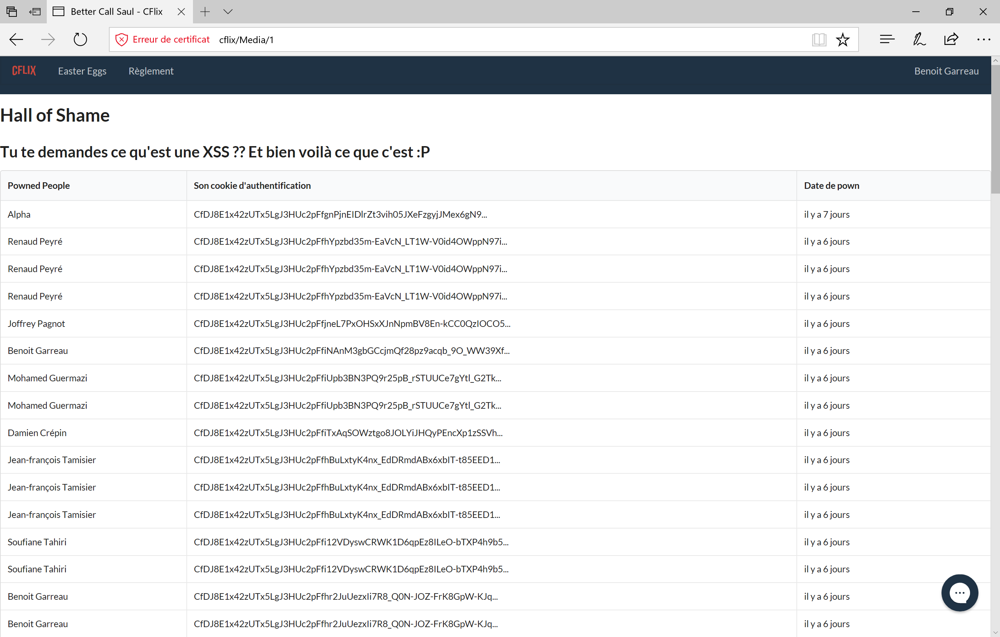 Better Call Saul - CFlix
Erreur de certificat cflix/Media/1
CFLIX Easter Eggs Règlement Benoit Garreau
Hall of Shame
Tu te demandes ce qu'est une XSS ?? Et bien voilà ce que c'est :P
Powned People Son cookie d'authentification Date de pown
Alpha CfDJ8E1x42zUTx5LgJ3HUc2pFfgnPjnEIDlrZt3vih05JXeFzgyjJMex6gN9... il y a 7 jours
Renaud Peyré CfDJ8E1x42zUTx5LgJ3HUc2pFfhYpzbd35m-EaVcN_LT1W-V0id4OWppN97i... il y a 6 jours
Renaud Peyré CfDJ8E1x42zUTx5LgJ3HUc2pFfhYpzbd35m-EaVcN_LT1W-V0id4OWppN97i... il y a 6 jours
Renaud Peyré CfDJ8E1x42zUTx5LgJ3HUc2pFfhYpzbd35m-EaVcN_LT1W-V0id4OWppN97i... il y a 6 jours
Joffrey Pagnot CfDJ8E1x42zUTx5LgJ3HUc2pFfjneL7PxOHSxXJnNpmBV8En-kCC0QzIOCO5... il y a 6 jours
Benoit Garreau CfDJ8E1x42zUTx5LgJ3HUc2pFfiNAnM3gbGCcjmQf28pz9acqb_9O_WW39Xf... il y a 6 jours
Mohamed Guermazi CfDJ8E1x42zUTx5LgJ3HUc2pFfiUpb3BN3PQ9r25pB_rSTUUCe7gYtl_G2Tk... il y a 6 jours
Mohamed Guermazi CfDJ8E1x42zUTx5LgJ3HUc2pFfiUpb3BN3PQ9r25pB_rSTUUCe7gYtl_G2Tk... il y a 6 jours
Damien Crépin CfDJ8E1x42zUTx5LgJ3HUc2pFfiTxAqSOWztgo8JOLYiJHQyPEncXp1zSSVh... il y a 6 jours
Jean-françois Tamisier CfDJ8E1x42zUTx5LgJ3HUc2pFfhBuLxtyK4nx_EdDRmdABx6xbIT-t85EED1... il y a 6 jours
Jean-françois Tamisier CfDJ8E1x42zUTx5LgJ3HUc2pFfhBuLxtyK4nx_EdDRmdABx6xbIT-t85EED1... il y a 6 jours
Jean-françois Tamisier CfDJ8E1x42zUTx5LgJ3HUc2pFfhBuLxtyK4nx_EdDRmdABx6xbIT-t85EED1... il y a 6 jours
Soufiane Tahiri CfDJ8E1x42zUTx5LgJ3HUc2pFfi12VDyswCRWK1D6qpEz8ILeO-bTXP4h9b5... il y a 6 jours
Soufiane Tahiri CfDJ8E1x42zUTx5LgJ3HUc2pFfi12VDyswCRWK1D6qpEz8ILeO-bTXP4h9b5... il y a 6 jours
Benoit Garreau CfDJ8E1x42zUTx5LgJ3HUc2pFfhr2JuUezxIi7R8_Q0N-JOZ-FrK8GpW-KJq... il y a 6 jours
Benoit Garreau CfDJ8E1x42zUTx5LgJ3HUc2pFfhr2JuUezxIi7R8_Q0N-JOZ-FrK8GpW-KJq... il y a 6 jours